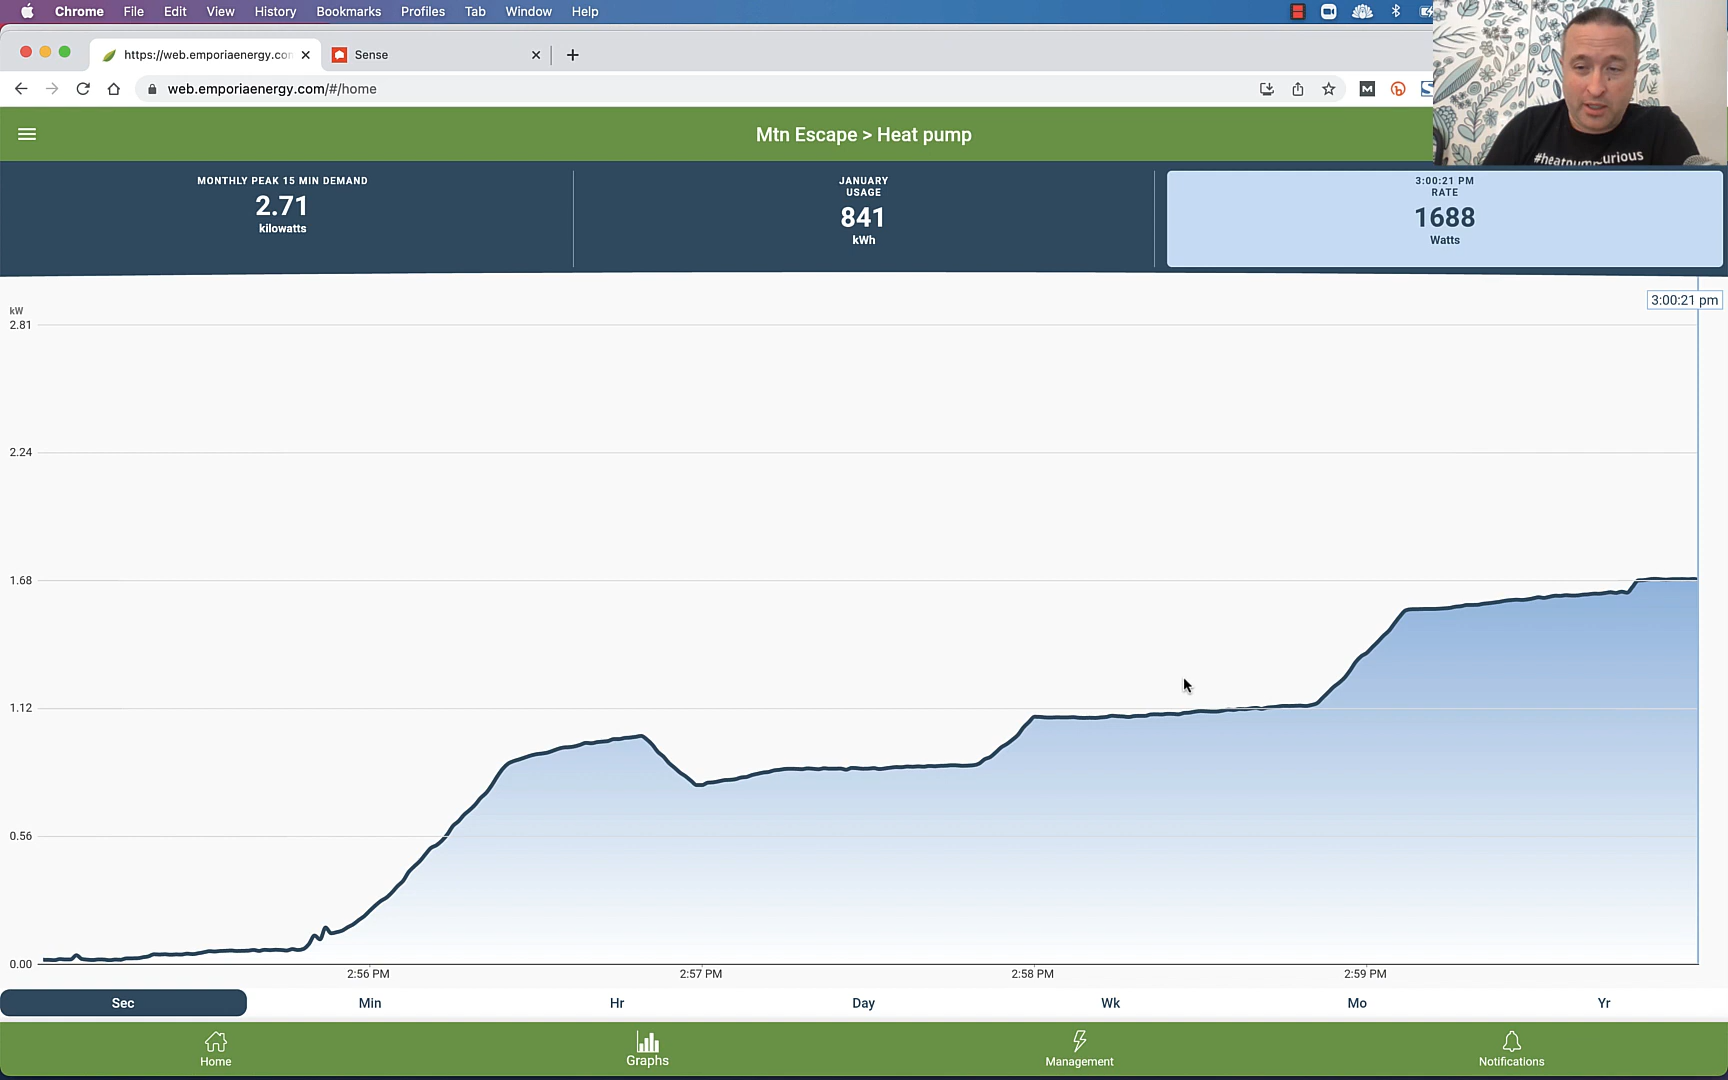 Chrome File Edit View History Bookmarks Profiles Tab Window Help
https://web.emporiaenergy.con Sense
web.emporiaenergy.com/#/home
Mtn Escape > Heat pump
MONTHLY PEAK 15 MIN DEMAND
2.71
kilowatts
JANUARY
USAGE
841
kWh
3:00:21 PM
RATE
1688
Watts
3:00:21 pm
kW
2.81
2.24
1.68
1.12
0.56
0.00
2:56 PM 2:57 PM 2:58 PM 2:59 PM
Sec Min Hr Day Wk Mo Yr
Home Graphs Management Notifications